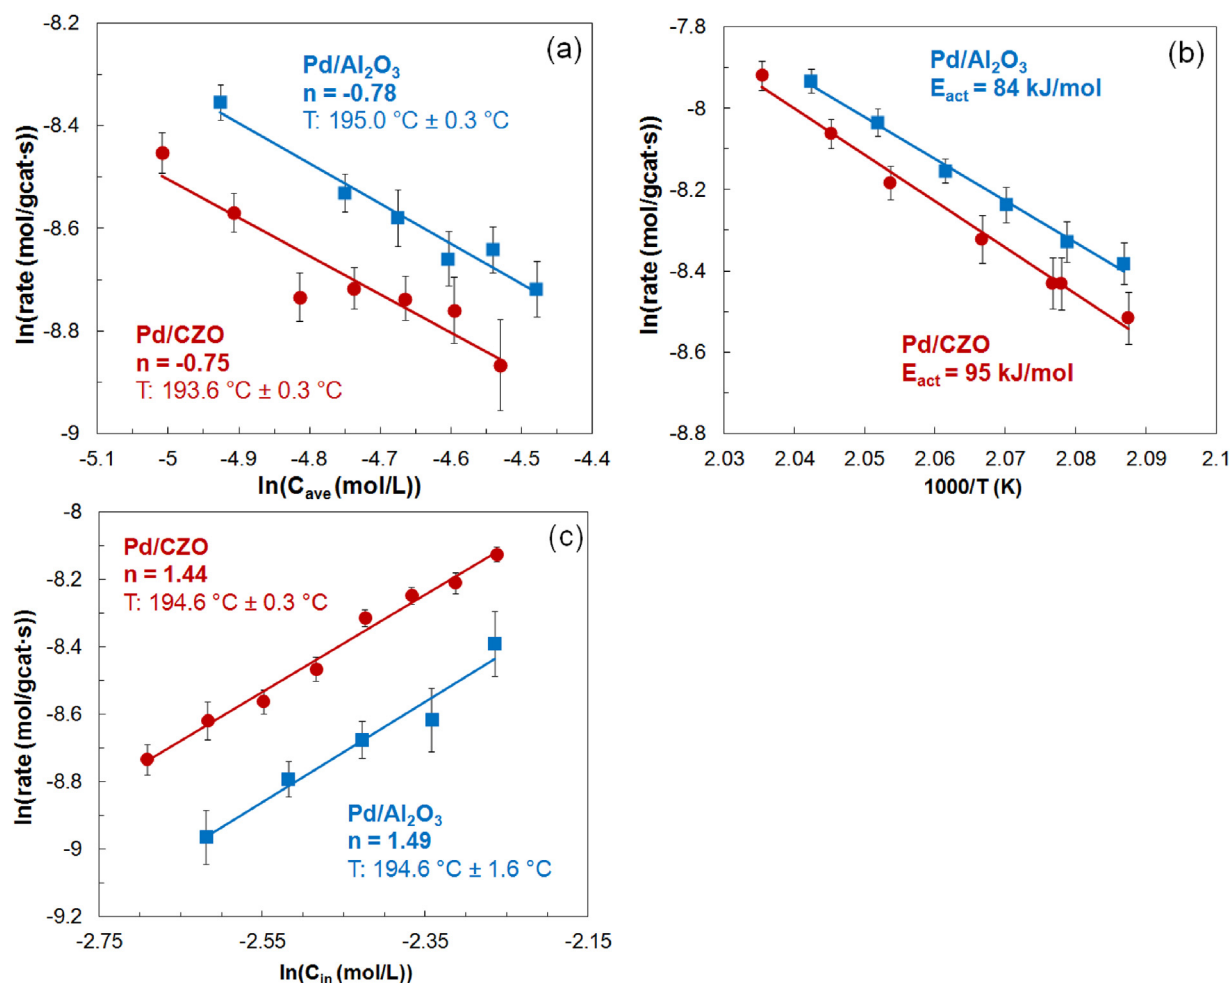 (a)
Pd/Al₂O₃
n = -0.78
T: 195.0 °C ± 0.3 °C
Pd/CZO
n = -0.75
T: 193.6 °C ± 0.3 °C
ln(rate (mol/gcat·s))
-8.2
-8.4
-8.6
-8.8
-9
-5.1 -5 -4.9 -4.8 -4.7 -4.6 -4.5 -4.4
ln(Cₐᵥₑ (mol/L))
(b)
Pd/Al₂O₃
Eₐcₜ = 84 kJ/mol
Pd/CZO
Eₐcₜ = 95 kJ/mol
ln(rate (mol/gcat·s))
-7.8
-8
-8.2
-8.4
-8.6
-8.8
2.03 2.04 2.05 2.06 2.07 2.08 2.09 2.1
1000/T (K)
(c)
Pd/CZO
n = 1.44
T: 194.6 °C ± 0.3 °C
Pd/Al₂O₃
n = 1.49
T: 194.6 °C ± 1.6 °C
ln(rate (mol/gcat·s))
-8
-8.2
-8.4
-8.6
-8.8
-9
-9.2
-2.75 -2.55 -2.35 -2.15
ln(Cᵢₙ (mol/L))